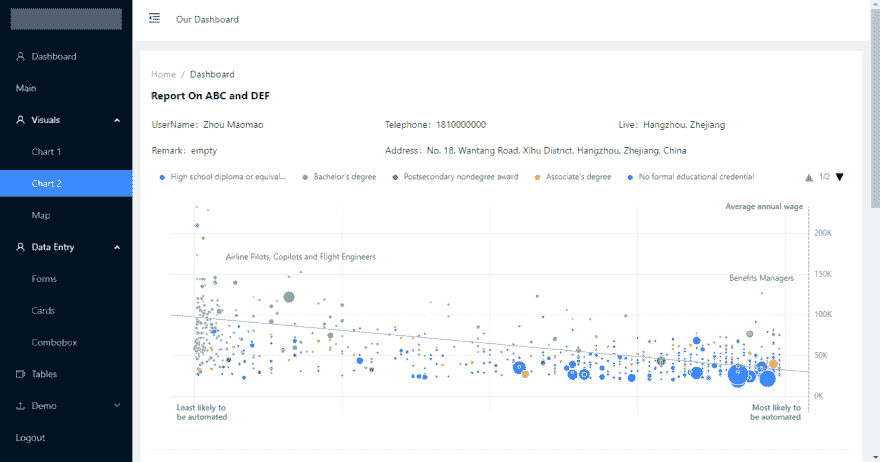 Our Dashboard
Dashboard
Main
Visuals
Chart 1
Chart 2
Map
Data Entry
Forms
Cards
Combobox
Tables
Demo
Logout
Home / Dashboard
Report On ABC and DEF
UserName: Zhou Maomao Telephone: 1810000000 Live: Hangzhou, Zhejiang
Remark: empty Address: No. 18, Wantang Road, Xihu District, Hangzhou, Zhejiang, China
High school diploma or equival... Bachelor's degree Postsecondary nondegree award Associate's degree No formal educational credential 1/2
Average annual wage
200K
Airline Pilots, Copilots and Flight Engineers
150K
Benefits Managers
100K
50K
0K
Least likely to
be automated
Most likely to
be automated